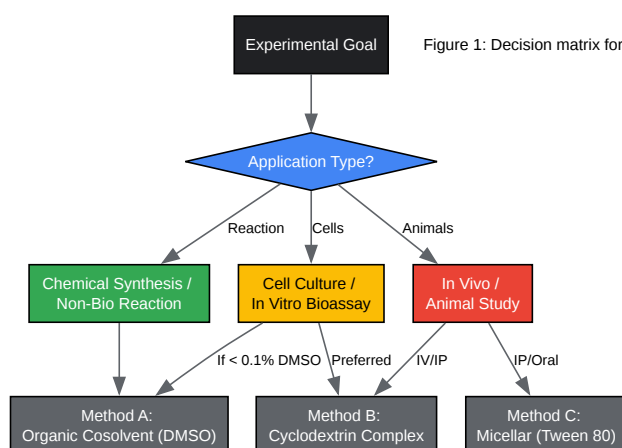 Experimental Goal
Figure 1: Decision matrix for
Application Type?
Reaction
Cells
Animals
Chemical Synthesis /
Non-Bio Reaction
Cell Culture /
In Vitro Bioassay
In Vivo /
Animal Study
If < 0.1% DMSO
Preferred
IV/IP
IP/Oral
Method A:
Organic Cosolvent (DMSO)
Method B:
Cyclodextrin Complex
Method C:
Micellar (Tween 80)